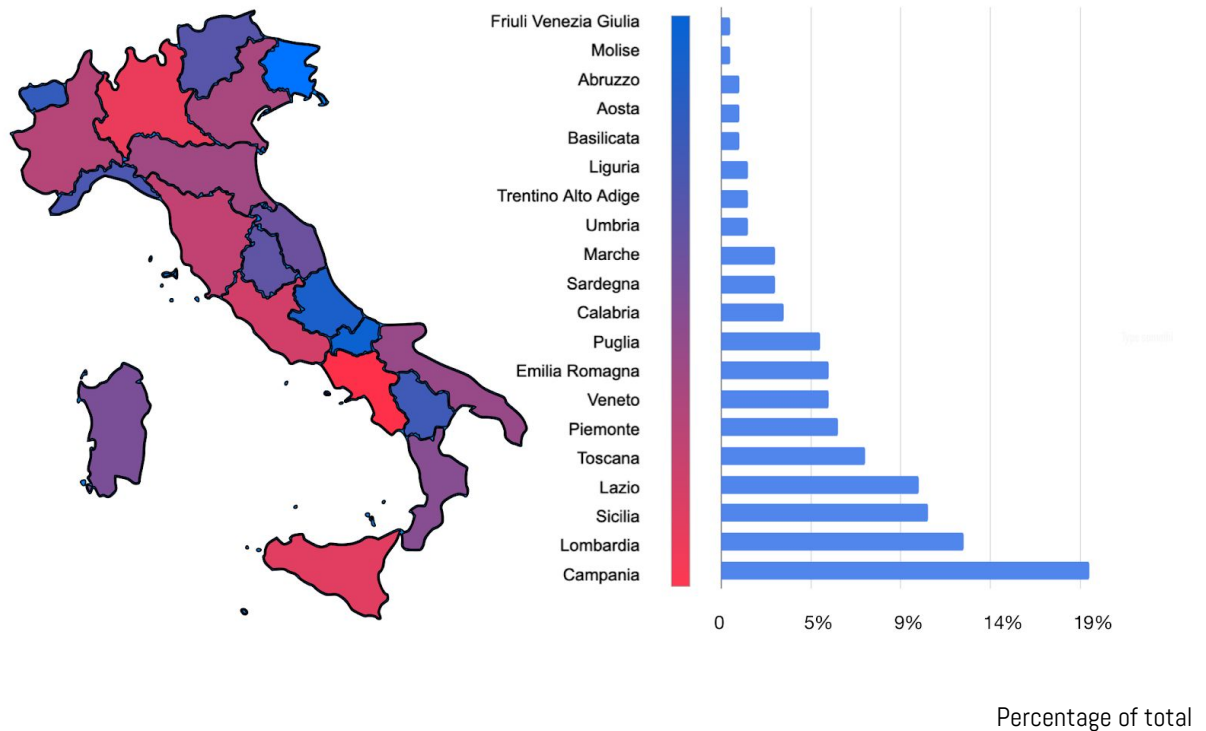 Friuli Venezia Giulia
Molise
Abruzzo
Aosta
Basilicata
Liguria
Trentino Alto Adige
Umbria
Marche
Sardegna
Calabria
Puglia
Emilia Romagna
Veneto
Piemonte
Toscana
Lazio
Sicilia
Lombardia
Campania
0 5% 9% 14% 19%
Percentage of total